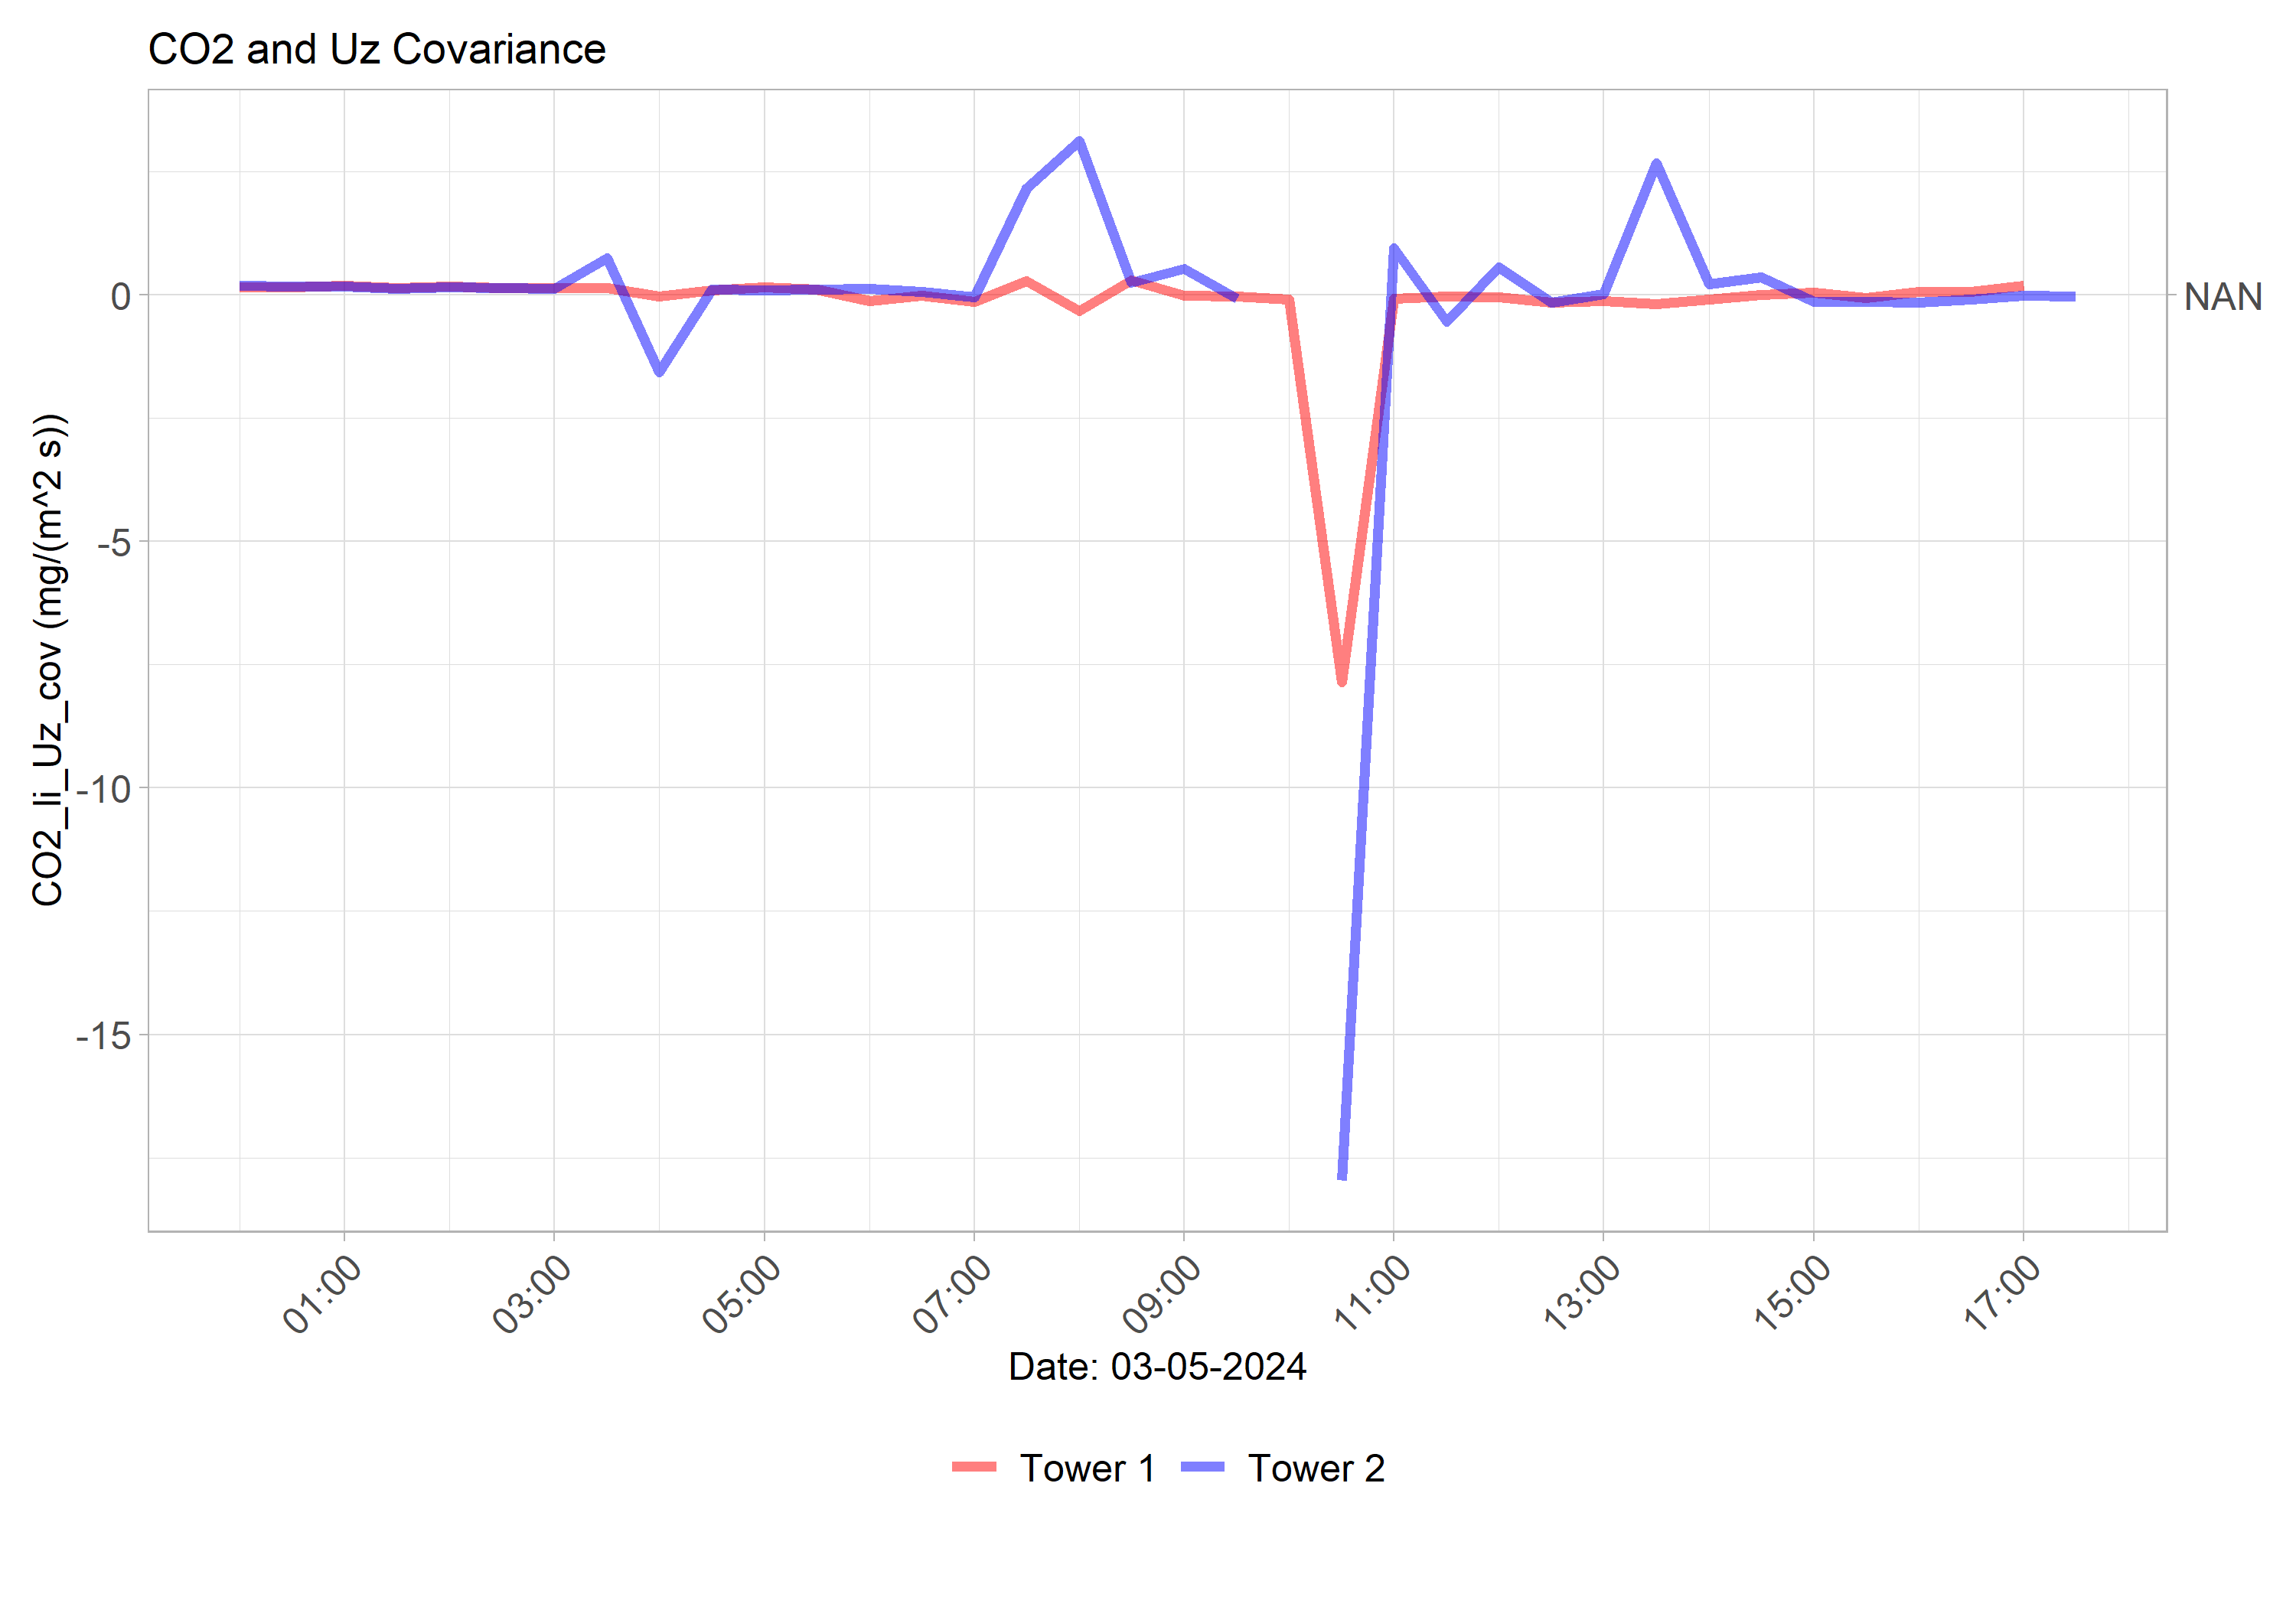 CO2 and Uz Covariance
CO2_li_Uz_cov (mg/(m^2 s))
0
-5
-10
-15
NAN
01:00
03:00
05:00
07:00
09:00
11:00
13:00
15:00
17:00
Date: 03-05-2024
Tower 1
Tower 2